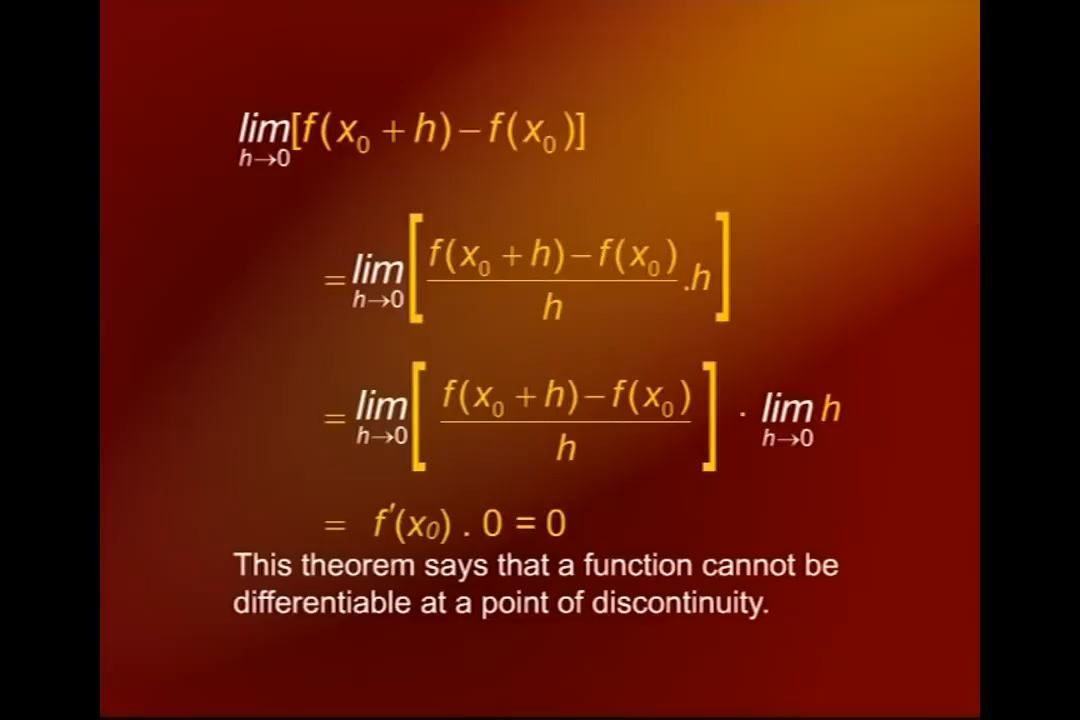 lim[f(x₀ + h) – f(x₀)]
h→0
= lim [ f(x₀ + h) – f(x₀) / h .h ]
h→0
= lim [ f(x₀ + h) – f(x₀) / h ] · lim h
h→0 h→0
= f′(x₀) . 0 = 0
This theorem says that a function cannot be
differentiable at a point of discontinuity.